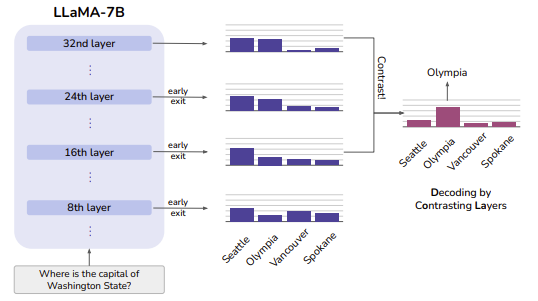 LLaMA-7B
32nd layer
24th layer
early
exit
16th layer
early
exit
8th layer
early
exit
Where is the capital of
Washington State?
Seattle
Olympia
Vancouver
Spokane
Contrast!
Olympia
Seattle
Olympia
Vancouver
Spokane
Decoding by
Contrasting Layers